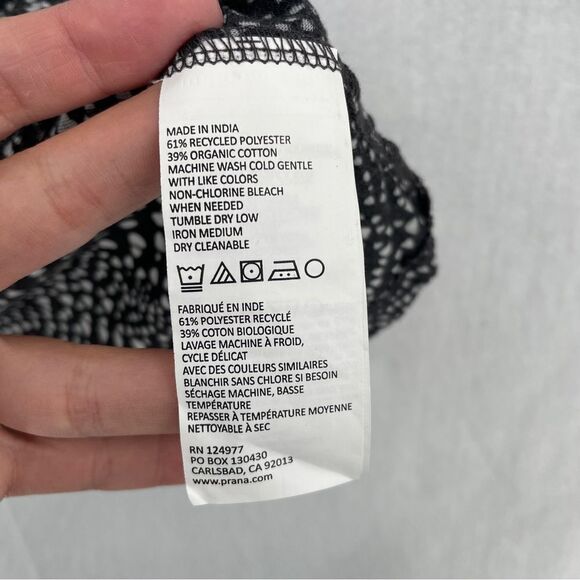 MADE IN INDIA
61% RECYCLED POLYESTER
39% ORGANIC COTTON
MACHINE WASH COLD GENTLE
WITH LIKE COLORS
NON-CHLORINE BLEACH
WHEN NEEDED
TUMBLE DRY LOW
IRON MEDIUM
DRY CLEANABLE
FABRIQUÉ EN INDE
61% POLYESTER RECYCLÉ
39% COTON BIOLOGIQUE
LAVAGE MACHINE À FROID,
CYCLE DÉLICAT
AVEC DES COULEURS SIMILAIRES
BLANCHIR SANS CHLORE SI BESOIN
SÉCHAGE MACHINE, BASSE
TEMPÉRATURE
REPASSER À TEMPÉRATURE MOYENNE
NETTOYABLE À SEC
RN 124977
PO BOX 130430
CARLSBAD, CA 92013
www.prana.com